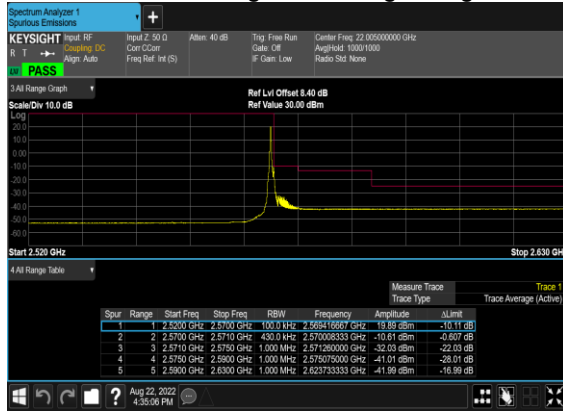 Spectrum Analyzer 1
Spurious Emissions
+
KEYSIGHT Input: RF Input Z: 50 Ω Atten: 40 dB Trig: Free Run Center Freq: 22.005000000 GHz
R T Coupling: DC Corr CCorr Gate: Off Avg|Hold: 1000/1000
Align: Auto Freq Ref: Int (S) IF Gain: Low Radio Std: None
PASS
3 All Range Graph
Ref Lvl Offset 8.40 dB
Scale/Div 10.0 dB Ref Value 30.00 dBm
Log
20.0
10.0
0.00
-10.0
-20.0
-30.0
-40.0
-50.0
-60.0
Start 2.520 GHz Stop 2.630 GH
4 All Range Table
Measure Trace Trace 1
Trace Type Trace Average (Active)
Spur Range Start Freq Stop Freq RBW Frequency Amplitude ΔLimit
1 1 2.5200 GHz 2.5700 GHz 100.0 kHz 2.569416667 GHz 19.89 dBm -10.11 dB
2 2 2.5700 GHz 2.5710 GHz 430.0 kHz 2.570008333 GHz -10.61 dBm -0.607 dB
3 3 2.5710 GHz 2.5750 GHz 1.000 MHz 2.571260000 GHz -32.03 dBm -22.03 dB
4 4 2.5750 GHz 2.5900 GHz 1.000 MHz 2.575075000 GHz -41.01 dBm -28.01 dB
5 5 2.5900 GHz 2.6300 GHz 1.000 MHz 2.623733333 GHz -41.99 dBm -16.99 dB
? Aug 22, 2022
4:35:06 PM